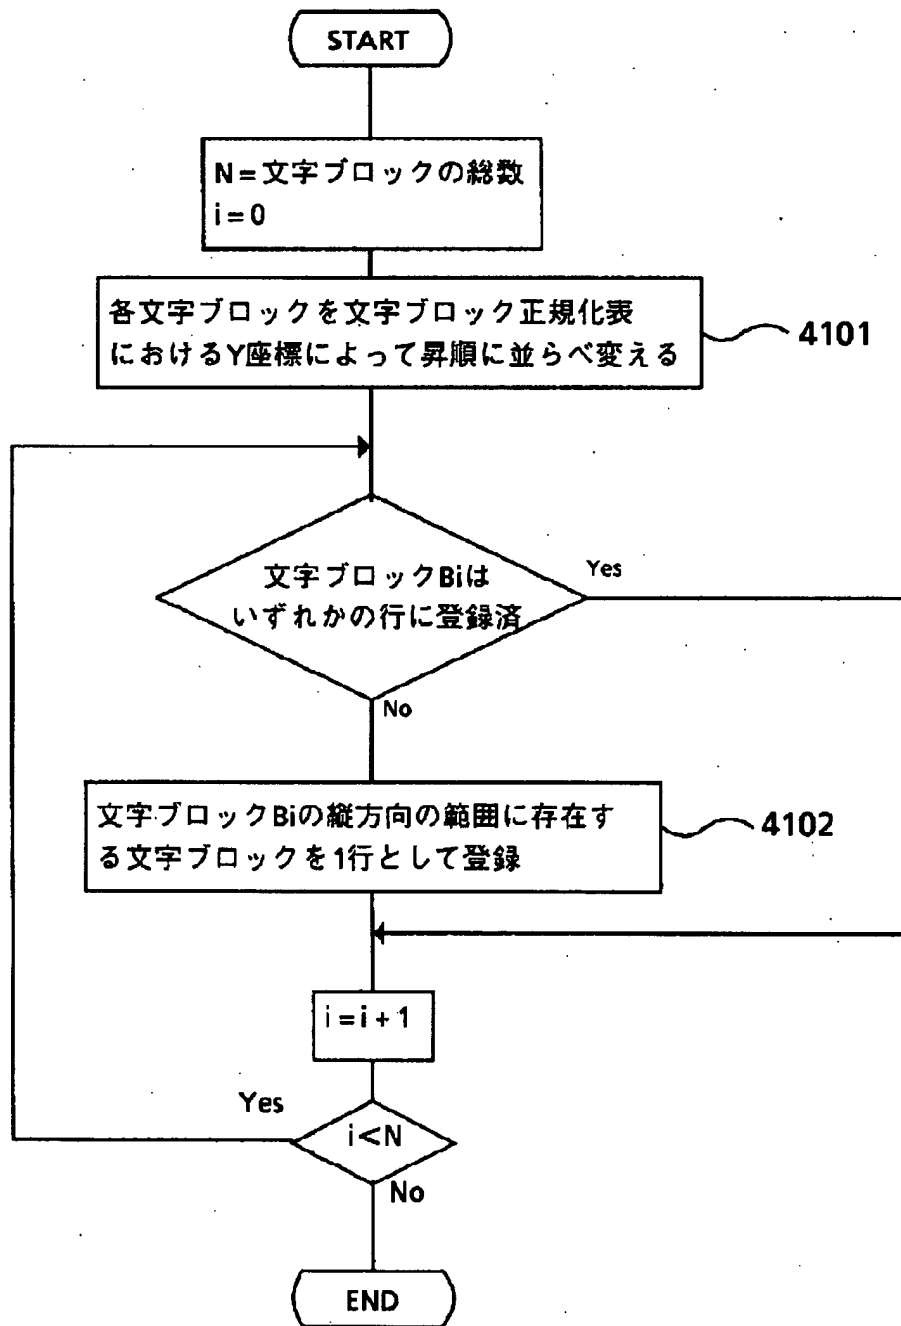 START
N=文字ブロックの総数
i=0
各文字ブロックを文字ブロック正規化表
におけるY座標によって昇順に並らべ変える
4101
文字ブロックBiは
いずれかの行に登録済
Yes
No
文字ブロックBiの縦方向の範囲に存在す
る文字ブロックを1行として登録
4102
i=i+1
Yes
i<N
No
END